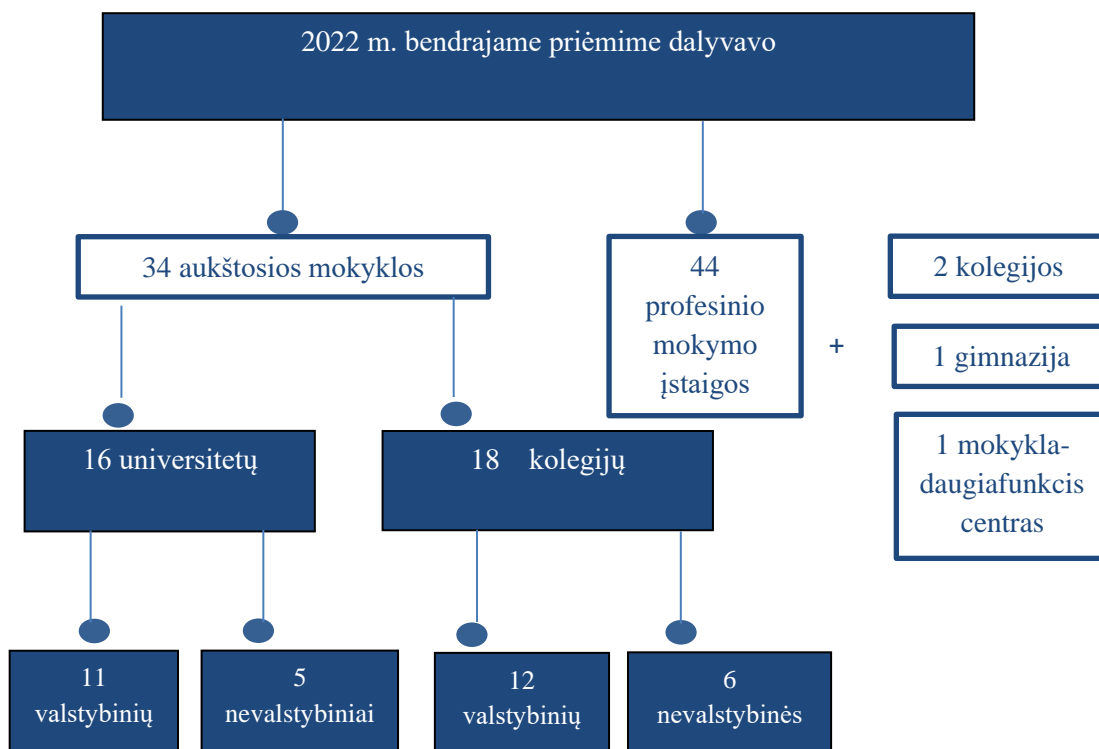 2022 m. bendrajame priėmime dalyvavo
34 aukštosios mokyklos
44
profesinio
mokymo
įstaigos
+
2 kolegijos
1 gimnazija
1 mokykla-
daugiafunkcis
centras
16 universitetų
18 kolegijų
11
valstybinių
5
nevalstybiniai
12
valstybinių
6
nevalstybinės